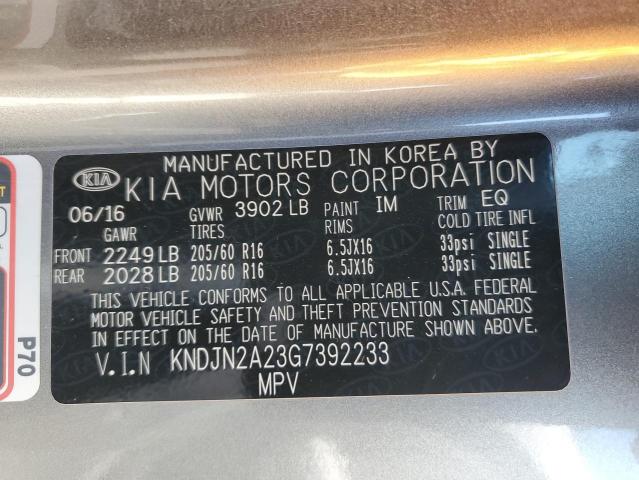 MANUFACTURED IN KOREA BY
KIA KIA MOTORS CORPORATION
06/16 GVWR 3902 LB PAINT IM TRIM EQ
GAWR TIRES RIMS COLD TIRE INFL
FRONT 2249 LB 205/60 R16 6.5JX16 33psi SINGLE
REAR 2028 LB 205/60 R16 6.5JX16 33psi SINGLE
THIS VEHICLE CONFORMS TO ALL APPLICABLE U.S.A. FEDERAL
MOTOR VEHICLE SAFETY AND THEFT PREVENTION STANDARDS
IN EFFECT ON THE DATE OF MANUFACTURE SHOWN ABOVE.
V.I.N KNDJN2A23G7392233
MPV
P70